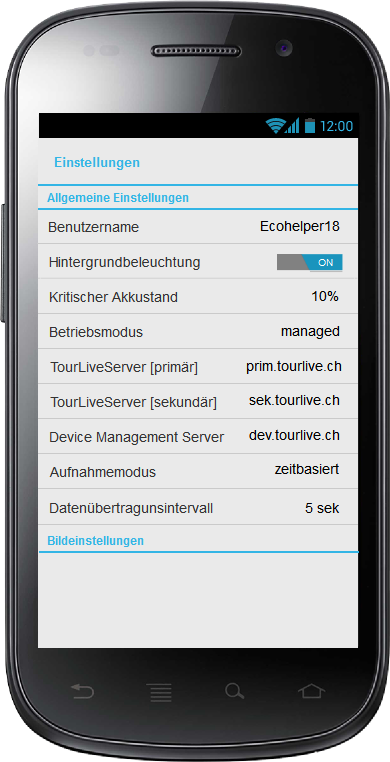 12:00
Einstellungen
Allgemeine Einstellungen
Benutzername Ecohelper18
Hintergrundbeleuchtung ON
Kritischer Akkustand 10%
Betriebsmodus managed
TourLiveServer [primär] prim.tourlive.ch
TourLiveServer [sekundär] sek.tourlive.ch
Device Management Server dev.tourlive.ch
Aufnahmemodus zeitbasiert
Datenübertragunsintervall 5 sek
Bildeinstellungen